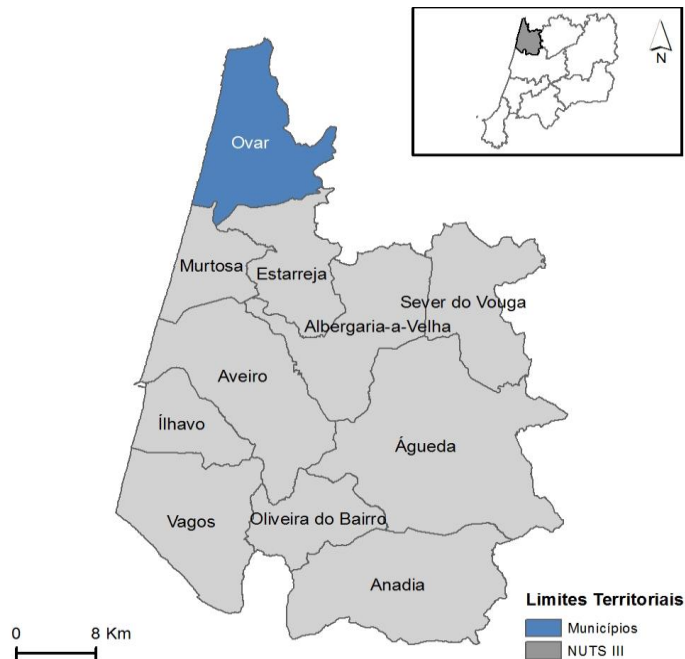 N
Ovar
Murtosa
Estarreja
Sever do Vouga
Albergaria-a-Velha
Aveiro
Ílhavo
Águeda
Vagos
Oliveira do Bairro
Anadia
Limites Territoriais
Municípios
NUTS III
0 8 Km